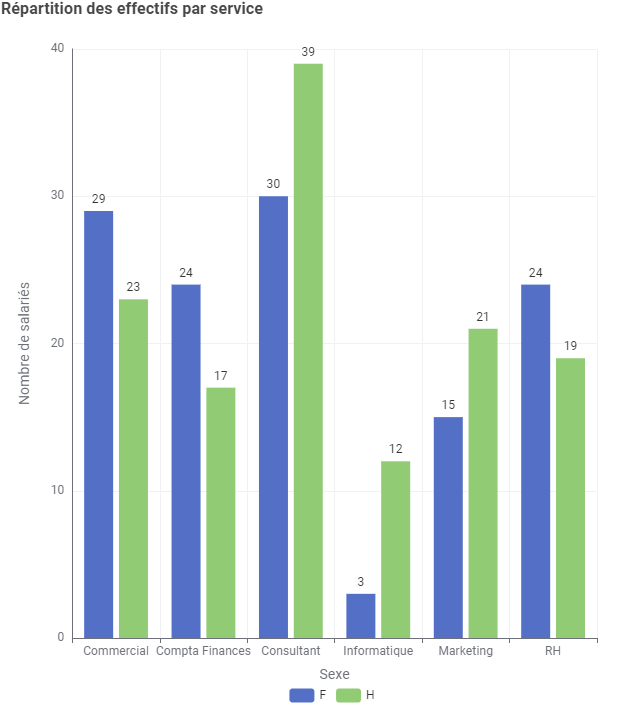 Répartition des effectifs par service
Nombre de salariés
40
30
20
10
0
29
23
24
17
30
39
3
12
15
21
24
19
Commercial
Compta Finances
Consultant
Informatique
Marketing
RH
Sexe
F
H